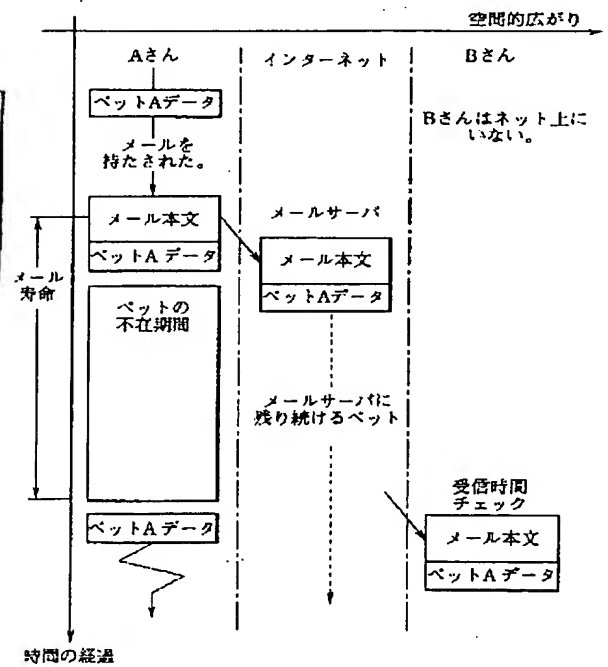 空間的広がり
Aさん
インターネット
Bさん
ペットAデータ
Bさんはネット上に
いない。
メールを
持たされた。
メール本文
ペットAデータ
メールサーバ
メール本文
ペットAデータ
メール
寿命
ペットの
不在期間
メールサーバに
残り続けるペット
受信時間
チェック
ペットAデータ
メール本文
ペットAデータ
時間の経過